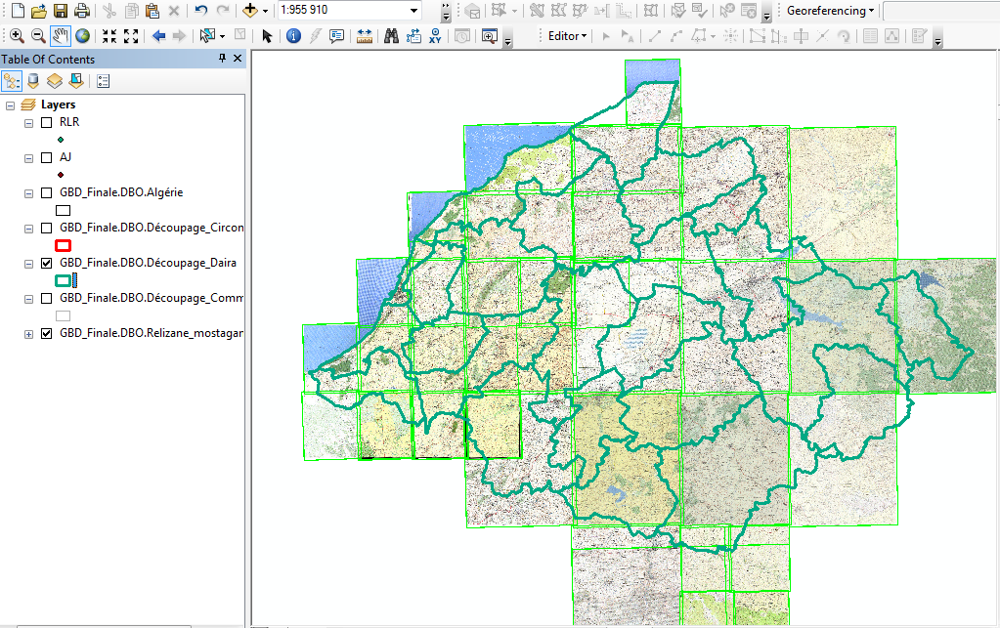 1:955 910
Georeferencing
Editor
Table Of Contents
Layers
RLR
AJ
GBD_Finale.DBO.Algérie
GBD_Finale.DBO.Découpage_Circon
GBD_Finale.DBO.Découpage_Daira
GBD_Finale.DBO.Découpage_Comm
GBD_Finale.DBO.Relizane_mostagar